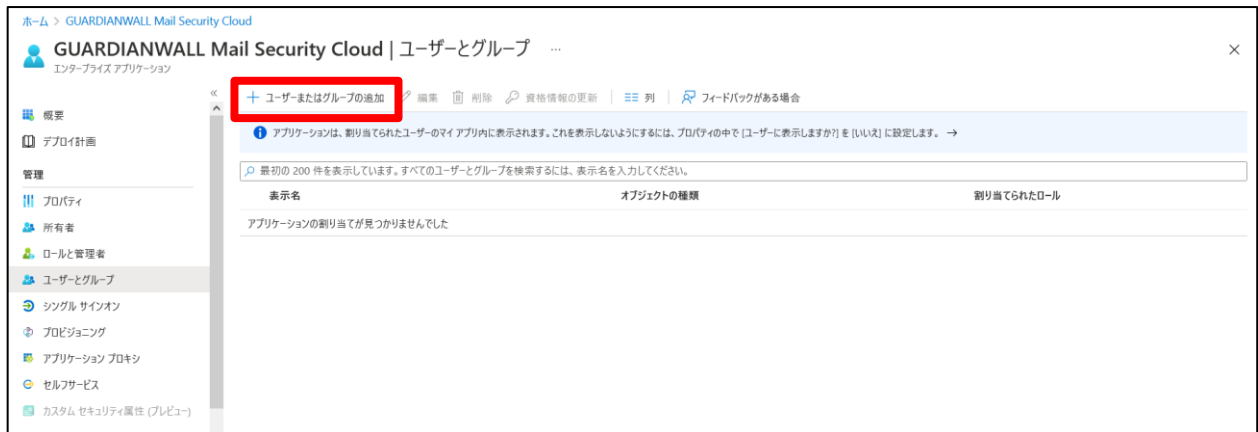 ホーム > GUARDIANWALL Mail Security Cloud
GUARDIANWALL Mail Security Cloud | ユーザーとグループ …
エンタープライズ アプリケーション
概要
デプロイ計画
管理
プロパティ
所有者
ロールと管理者
ユーザーとグループ
シングル サインオン
プロビジョニング
アプリケーション プロキシ
セルフサービス
カスタム セキュリティ属性 (プレビュー)
+ ユーザーまたはグループの追加 編集 削除 資格情報の更新 | 列 | フィードバックがある場合
アプリケーションは、割り当てられたユーザーのマイ アプリ内に表示されます。これを表示しないようにするには、プロパティの中で [ユーザーに表示しますか?] を [いいえ] に設定します。 →
最初の 200 件を表示しています。すべてのユーザーとグループを検索するには、表示名を入力してください。
表示名 オブジェクトの種類 割り当てられたロール
アプリケーションの割り当てが見つかりませんでした